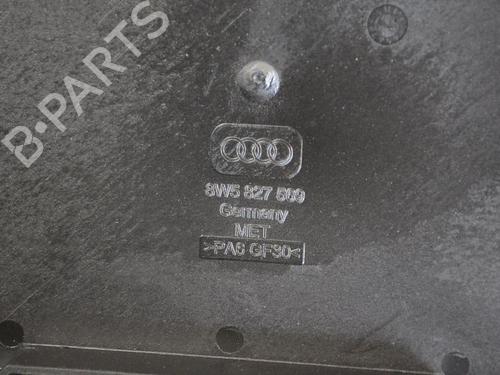 B-PARTS
8W5 827 509
Germany
MET
>PA6 GF30<